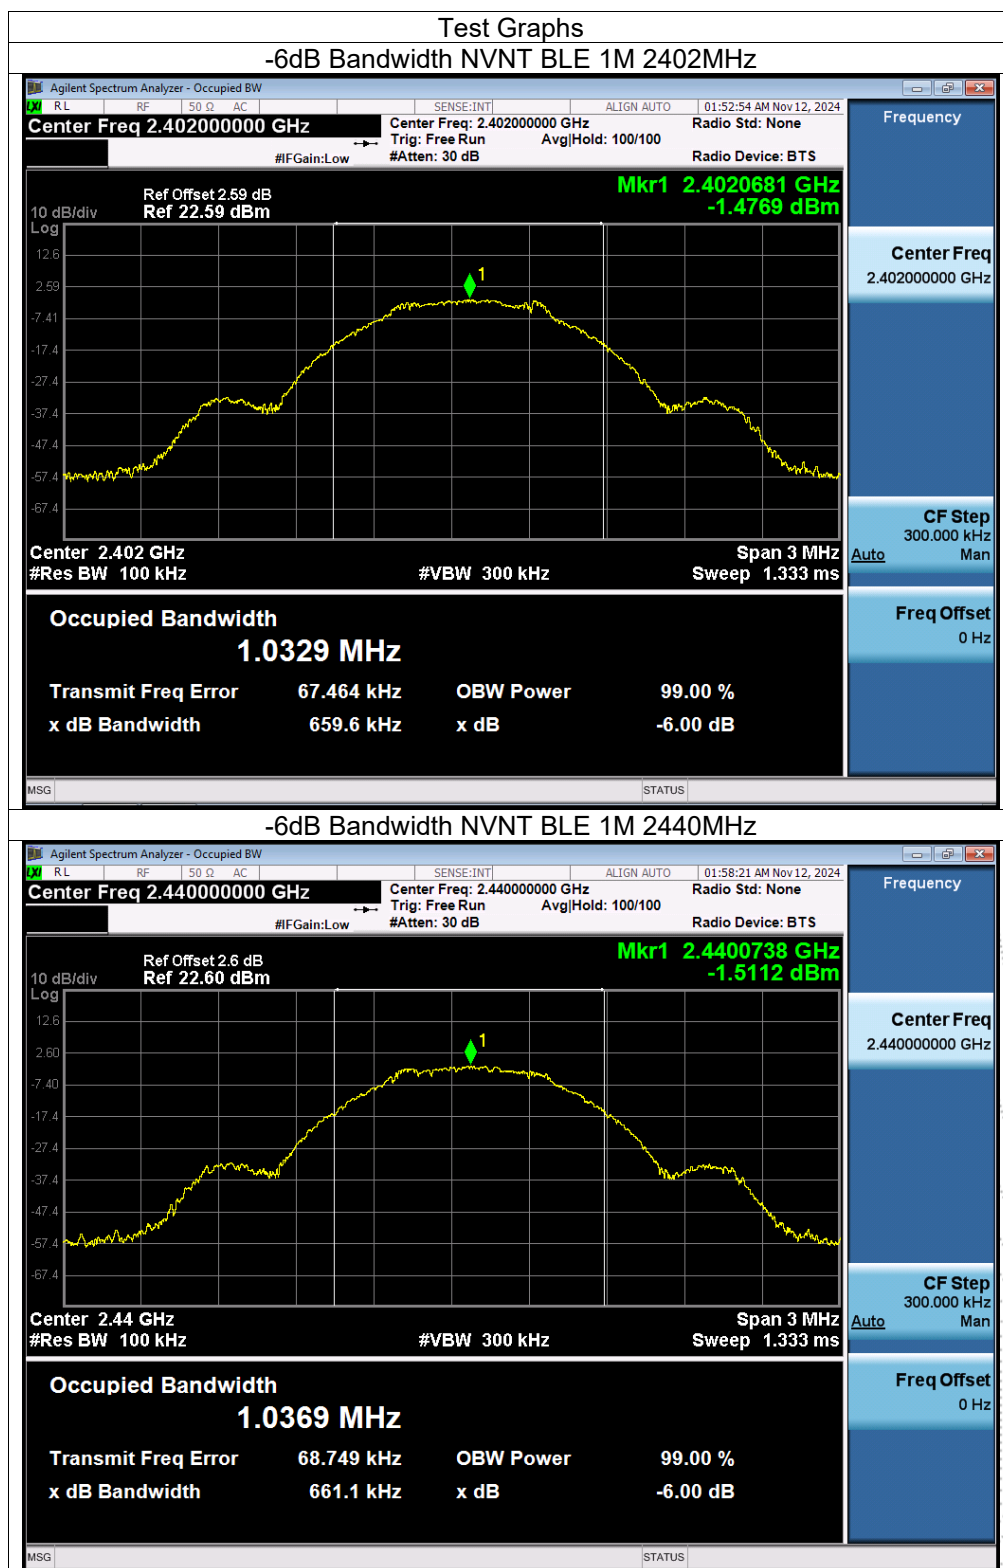 Test Graphs
-6dB Bandwidth NVNT BLE 1M 2402MHz
Agilent Spectrum Analyzer - Occupied BW
LXI RL RF 50 Ω AC SENSE:INT ALIGN AUTO 01:52:54 AM Nov 12, 2024
Center Freq 2.402000000 GHz Center Freq: 2.402000000 GHz Radio Std: None Frequency
Trig: Free Run Avg|Hold: 100/100
#IFGain:Low #Atten: 30 dB Radio Device: BTS
Mkr1 2.4020681 GHz
Ref Offset 2.59 dB
10 dB/div Ref 22.59 dBm -1.4769 dBm
Log
12.6
2.59
-7.41
-17.4
-27.4
-37.4
-47.4
-57.4
-67.4
1
Center Freq
2.402000000 GHz
CF Step
300.000 kHz
Auto Man
Center 2.402 GHz Span 3 MHz
#Res BW 100 kHz #VBW 300 kHz Sweep 1.333 ms
Freq Offset
0 Hz
Occupied Bandwidth
1.0329 MHz
Transmit Freq Error 67.464 kHz OBW Power 99.00 %
x dB Bandwidth 659.6 kHz x dB -6.00 dB
MSG STATUS
-6dB Bandwidth NVNT BLE 1M 2440MHz
Agilent Spectrum Analyzer - Occupied BW
LXI RL RF 50 Ω AC SENSE:INT ALIGN AUTO 01:58:21 AM Nov 12, 2024
Center Freq 2.440000000 GHz Center Freq: 2.440000000 GHz Radio Std: None Frequency
Trig: Free Run Avg|Hold: 100/100
#IFGain:Low #Atten: 30 dB Radio Device: BTS
Mkr1 2.4400738 GHz
Ref Offset 2.6 dB
10 dB/div Ref 22.60 dBm -1.5112 dBm
Log
12.6
2.60
-7.40
-17.4
-27.4
-37.4
-47.4
-57.4
-67.4
1
Center Freq
2.440000000 GHz
CF Step
300.000 kHz
Auto Man
Center 2.44 GHz Span 3 MHz
#Res BW 100 kHz #VBW 300 kHz Sweep 1.333 ms
Freq Offset
0 Hz
Occupied Bandwidth
1.0369 MHz
Transmit Freq Error 68.749 kHz OBW Power 99.00 %
x dB Bandwidth 661.1 kHz x dB -6.00 dB
MSG STATUS